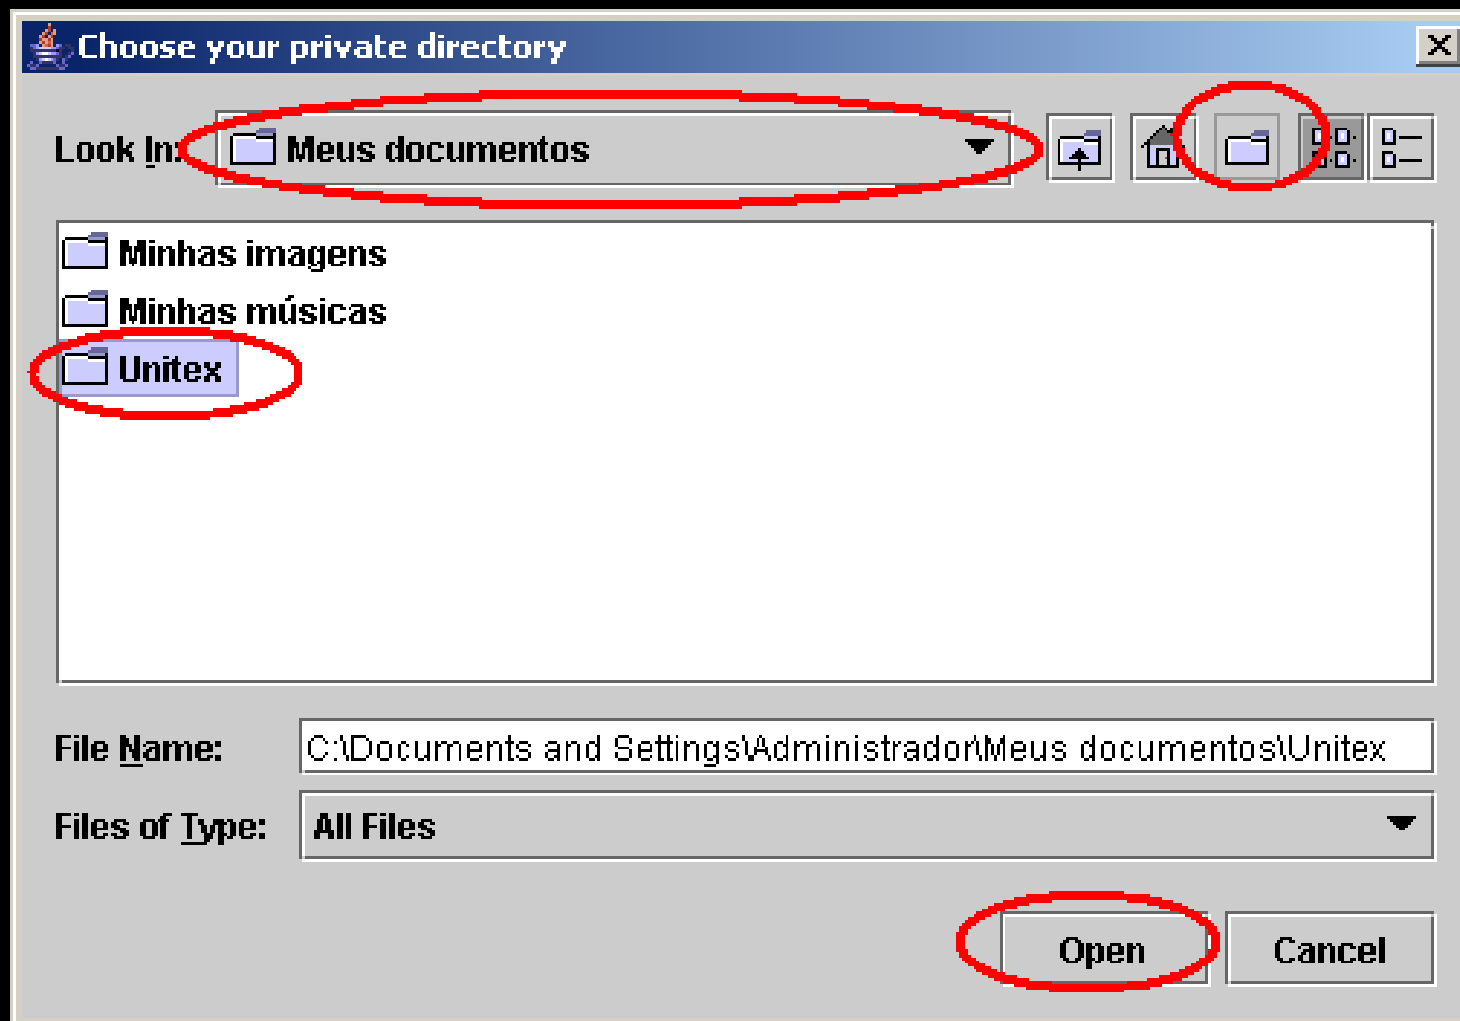 Choose your private directory
Look In: Meus documentos
Minhas imagens
Minhas músicas
Unitex
File Name: C:\Documents and Settings\Administrador\Meus documentos\Unitex
Files of Type: All Files
Open Cancel